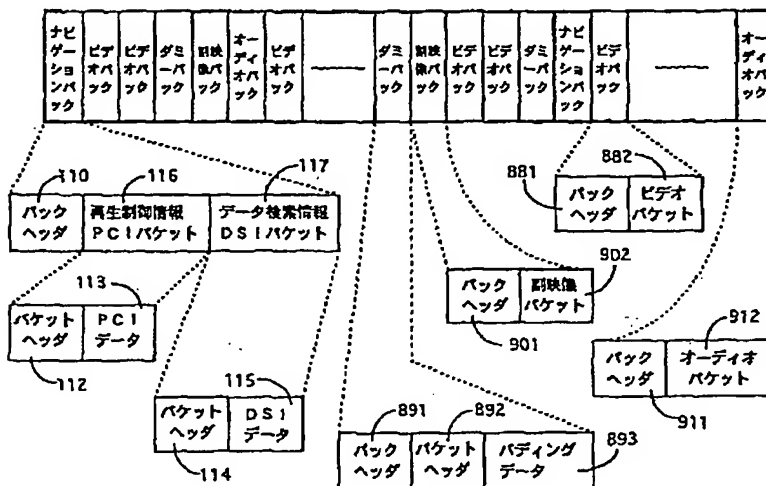 ナビゲーションパック
ビデオパック
ビデオパック
ダミーパック
副映像パック
オーディオパック
ビデオパック
ダミーパック
副映像パック
ビデオパック
ビデオパック
ダミーパック
ナビゲーションパック
ビデオパック
オーディオパック
110
116
117
パック
ヘッダ
再生制御情報
PCIパケット
データ検索情報
DSIパケット
881
882
パック
ヘッダ
ビデオ
パケット
113
パケット
ヘッダ
PCI
データ
112
902
パック
ヘッダ
副映像
パケット
901
912
パック
ヘッダ
オーディオ
パケット
911
115
パケット
ヘッダ
DSI
データ
114
891
892
パック
ヘッダ
パケット
ヘッダ
パディング
データ
893